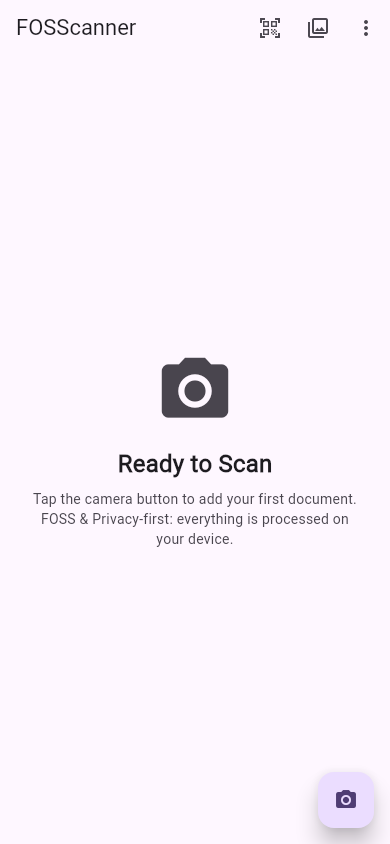 FOSScanner
Ready to Scan
Tap the camera button to add your first document.
FOSS & Privacy-first: everything is processed on
your device.